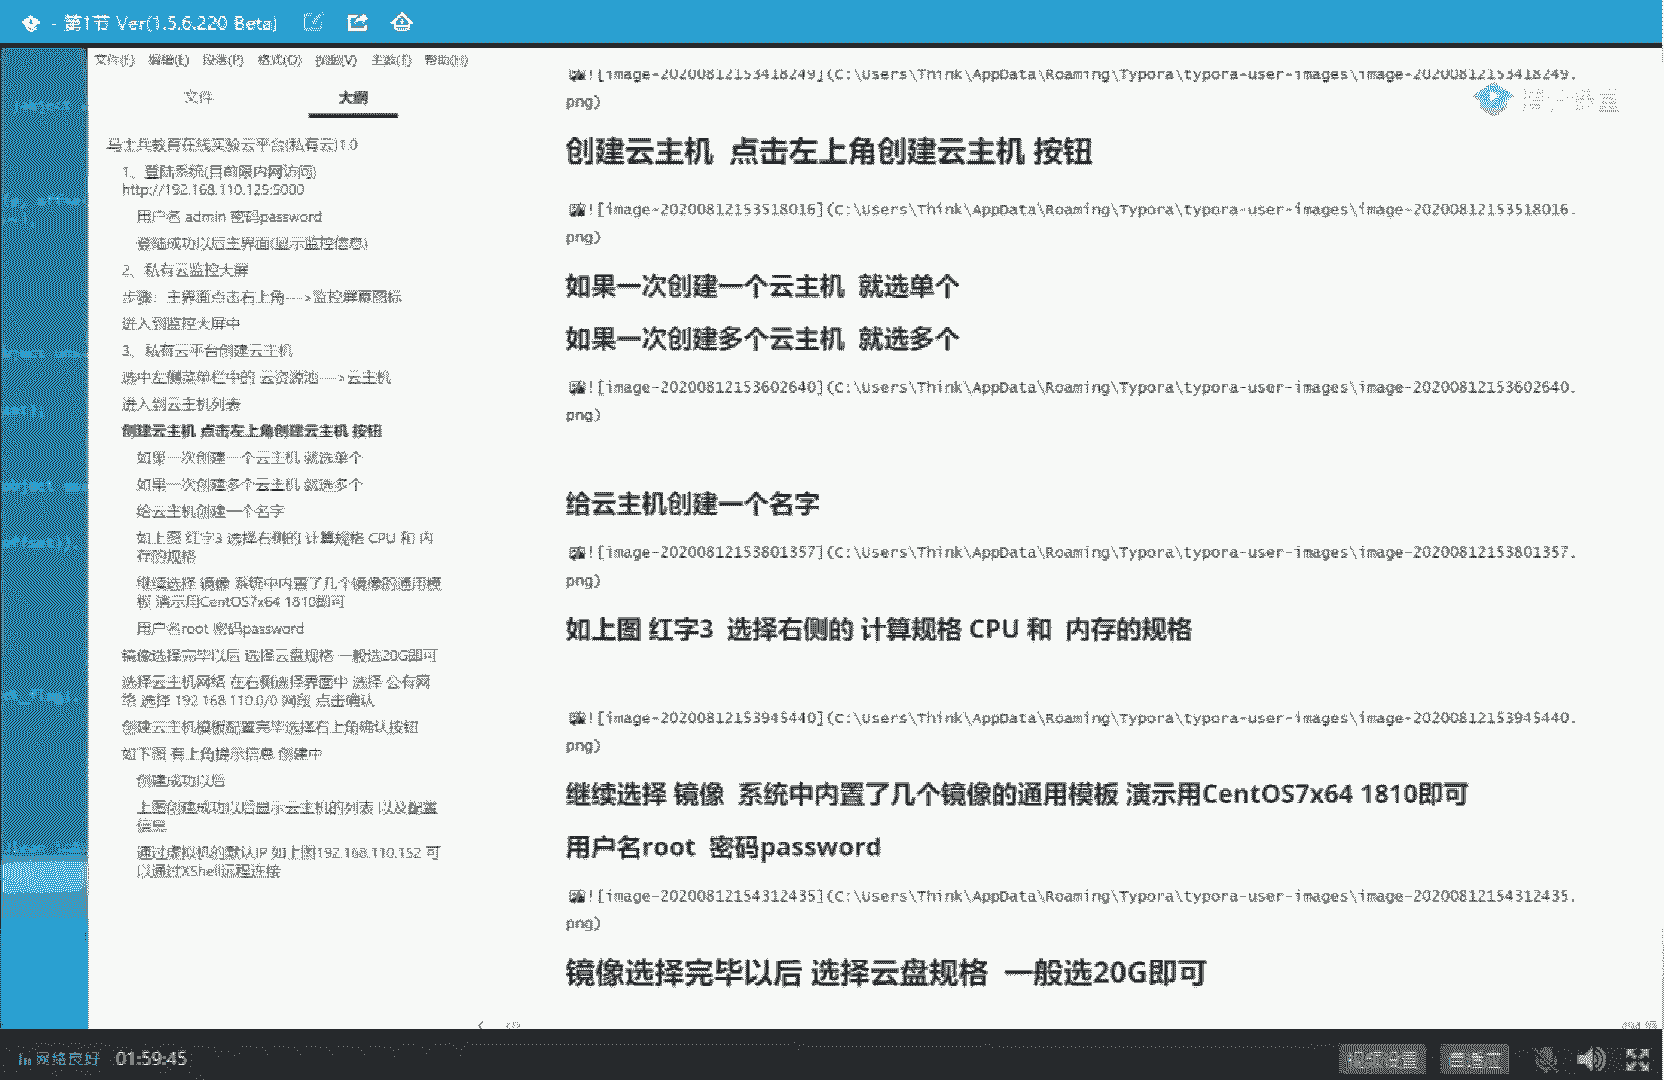 - 第1节 Ver(1.5.6.220 Beta)
文件(F) 编辑(E) 段落(P) 格式(O) 视图(V) 主题(T) 帮助(H)
文件 大纲
马士兵教育在线实验云平台(私有云)1.0
1、登陆系统(目前限内网访问)
http://192.168.110.125:5000
用户名 admin 密码password
登陆成功以后主界面(显示监控信息)
2、私有云监控大屏
步骤: 主界面点击右上角---->监控屏幕图标
进入到监控大屏中
3、私有云平台创建云主机
选中左侧菜单栏中的 云资源池---->云主机
进入到云主机列表
创建云主机 点击左上角创建云主机 按钮
如果一次创建一个云主机 就选单个
如果一次创建多个云主机 就选多个
给云主机创建一个名字
如上图 红字3 选择右侧的 计算规格 CPU 和 内
存的规格
继续选择 镜像 系统中内置了几个镜像的通用模
板 演示用CentOS7x64 1810即可
用户名root 密码password
镜像选择完毕以后 选择云盘规格 一般选20G即可
选择云主机网络 在右侧选择界面中 选择 公有网
络 选择 192.168.110.0/0 网段 点击确认
创建云主机模板配置完毕选择右上角确认按钮
如下图 有上角提示信息 创建中
创建成功以后
上图创建成功以后显示云主机的列表 以及配置
信息
通过虚拟机的默认IP 如上图192.168.110.152 可
以通过XShell远程连接
![image-20200812153418249](C:\Users\Think\AppData\Roaming\Typora\typora-user-images\image-20200812153418249.
png)
创建云主机 点击左上角创建云主机 按钮
![image-20200812153518016](C:\Users\Think\AppData\Roaming\Typora\typora-user-images\image-20200812153518016.
png)
如果一次创建一个云主机 就选单个
如果一次创建多个云主机 就选多个
![image-20200812153602640](C:\Users\Think\AppData\Roaming\Typora\typora-user-images\image-20200812153602640.
png)
给云主机创建一个名字
![image-20200812153801357](C:\Users\Think\AppData\Roaming\Typora\typora-user-images\image-20200812153801357.
png)
如上图 红字3 选择右侧的 计算规格 CPU 和 内存的规格
![image-20200812153945440](C:\Users\Think\AppData\Roaming\Typora\typora-user-images\image-20200812153945440.
png)
继续选择 镜像 系统中内置了几个镜像的通用模板 演示用CentOS7x64 1810即可
用户名root 密码password
![image-20200812154312435](C:\Users\Think\AppData\Roaming\Typora\typora-user-images\image-20200812154312435.
png)
镜像选择完毕以后 选择云盘规格 一般选20G即可
网络良好 01:59:45
视频设置